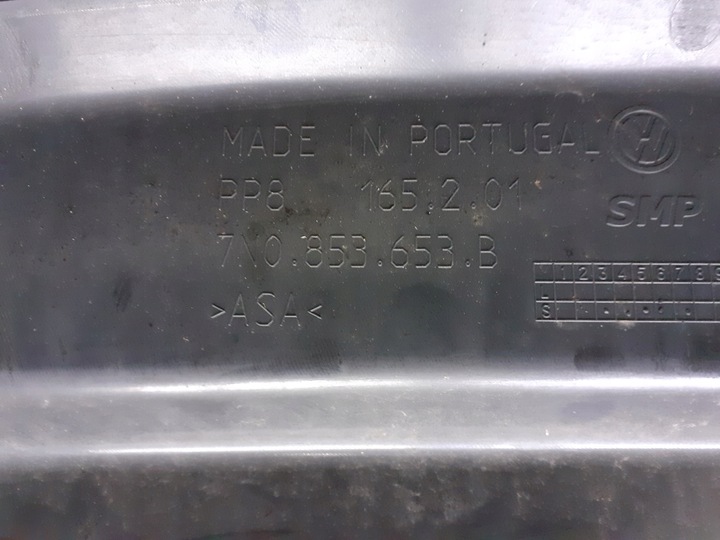 MADE IN PORTUGAL
PP8 165.2.01
SMP
7N0.853.653.B
1 2 3 4 5 6 7 8 9
>ASA<
S